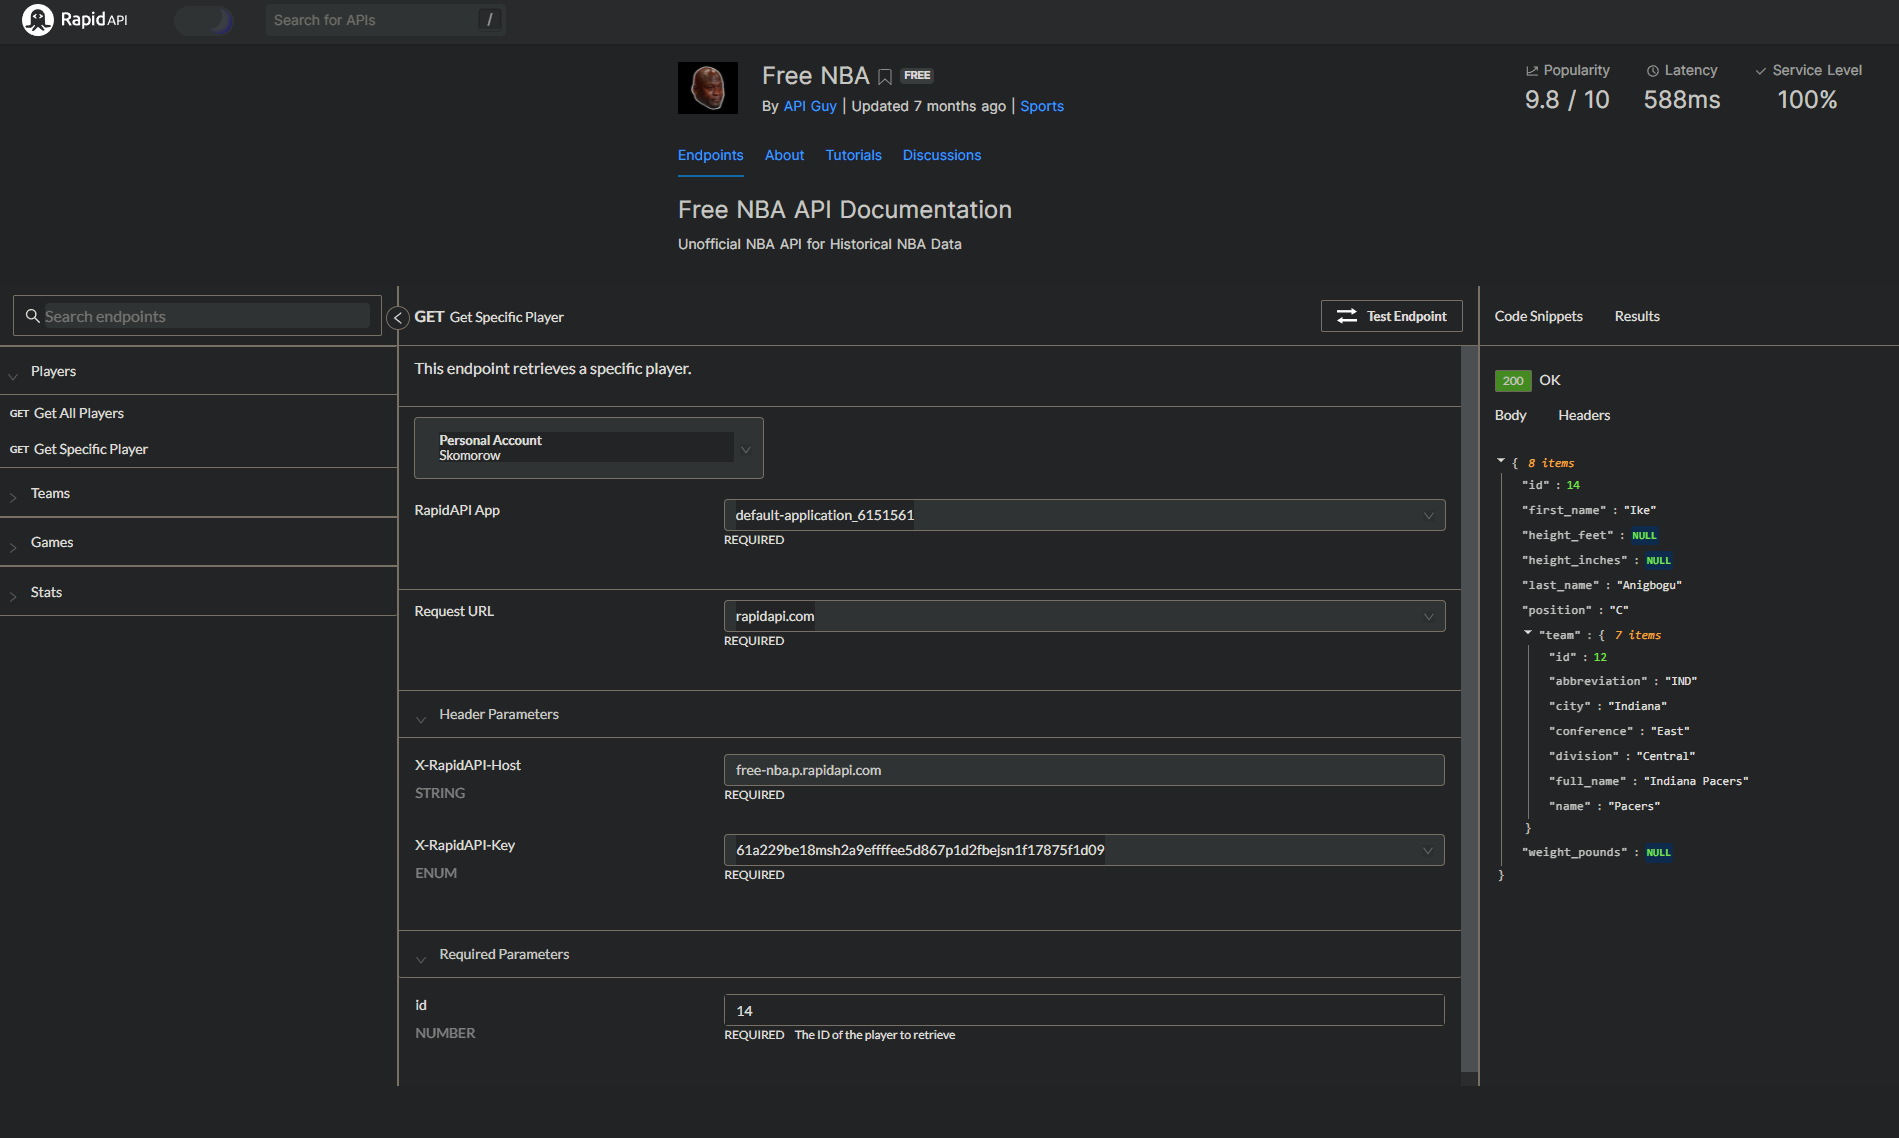 RapidAPI
Search for APIs /
Free NBA FREE
By API Guy | Updated 7 months ago | Sports
Popularity
9.8 / 10
Latency
588ms
Service Level
100%
Endpoints About Tutorials Discussions
Free NBA API Documentation
Unofficial NBA API for Historical NBA Data
Search endpoints
Players
GET Get All Players
GET Get Specific Player
Teams
Games
Stats
GET Get Specific Player
Test Endpoint
This endpoint retrieves a specific player.
Personal Account
Skomorow
RapidAPI App
default-application_6151561
REQUIRED
Request URL
rapidapi.com
REQUIRED
Header Parameters
X-RapidAPI-Host
STRING
free-nba.p.rapidapi.com
REQUIRED
X-RapidAPI-Key
ENUM
61a229be18msh2a9effffee5d867p1d2fbejsn1f17875f1d09
REQUIRED
Required Parameters
id
NUMBER
14
REQUIRED The ID of the player to retrieve
Code Snippets Results
200 OK
Body Headers
{ 8 items
"id" : 14
"first_name" : "Ike"
"height_feet" : NULL
"height_inches" : NULL
"last_name" : "Anigbogu"
"position" : "C"
"team" : { 7 items
"id" : 12
"abbreviation" : "IND"
"city" : "Indiana"
"conference" : "East"
"division" : "Central"
"full_name" : "Indiana Pacers"
"name" : "Pacers"
}
"weight_pounds" : NULL
}